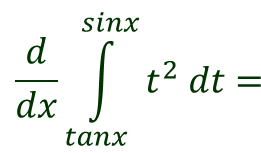 d/dx ∫_{tanx}^{sinx} t² dt =